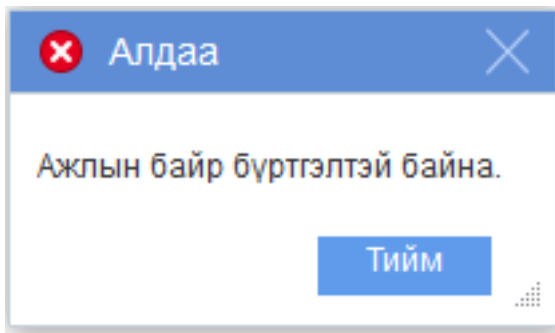 Алдаа
Ажлын байр бүртгэлтэй байна.
Тийм